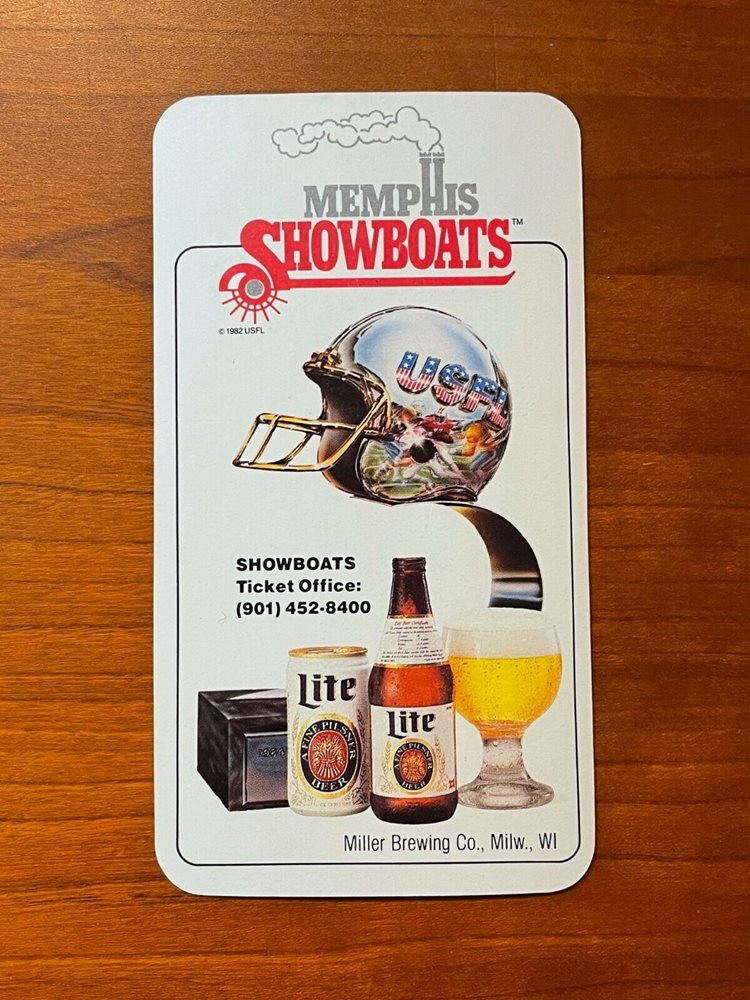 MEMPHIS
SHOWBOATS™
© 1982 USFL
USFL
SHOWBOATS
Ticket Office:
(901) 452-8400
Lite
A FINE PILSNER
BEER
Lite
A FINE PILSNER
BEER
1984
Miller Brewing Co., Milw., WI